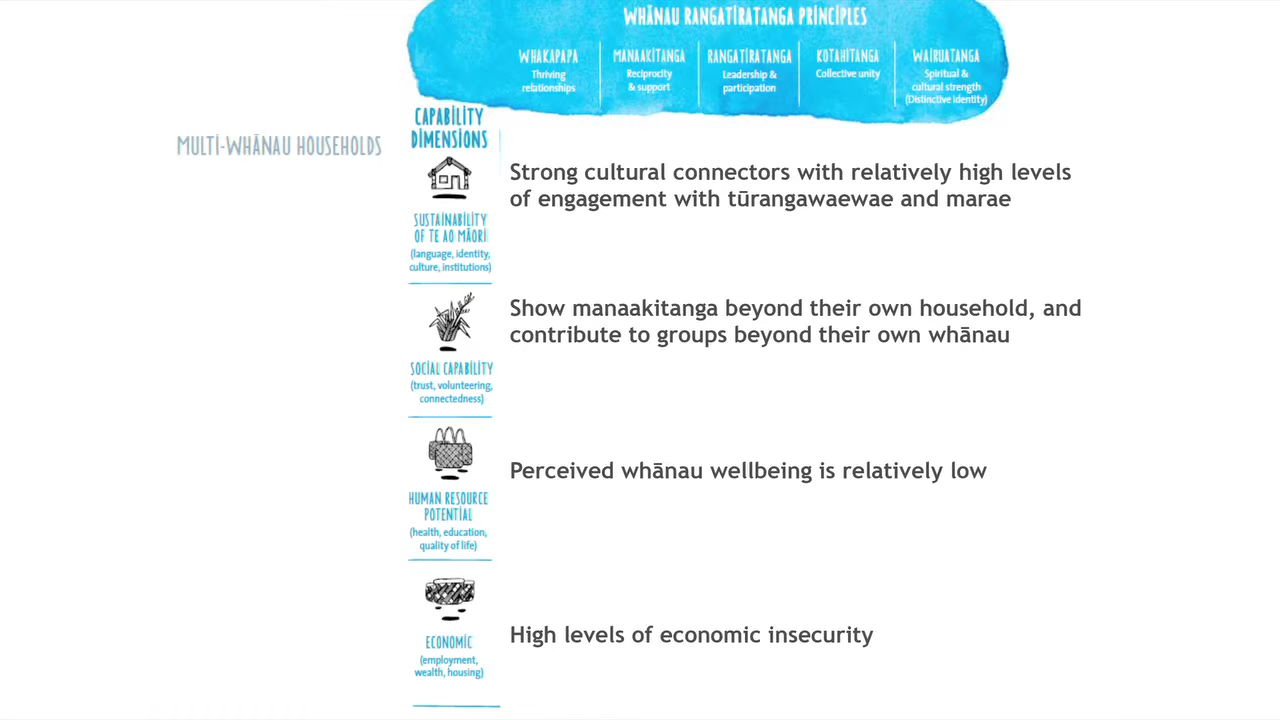 WHĀNAU RANGATIRATANGA PRINCIPLES
WHAKAPAPA
Thriving
relationships
MANAAKITANGA
Reciprocity
& support
RANGATIRATANGA
Leadership &
participation
KOTAHITANGA
Collective unity
WAIRUATANGA
Spiritual &
cultural strength
(Distinctive identity)
MULTI-WHĀNAU HOUSEHOLDS
CAPABILITY
DIMENSIONS
SUSTAINABILITY
OF TE AO MĀORI
(language, identity,
culture, institutions)
Strong cultural connectors with relatively high levels
of engagement with tūrangawaewae and marae
SOCIAL CAPABILITY
(trust, volunteering,
connectedness)
Show manaakitanga beyond their own household, and
contribute to groups beyond their own whānau
HUMAN RESOURCE
POTENTIAL
(health, education,
quality of life)
Perceived whānau wellbeing is relatively low
ECONOMIC
(employment,
wealth, housing)
High levels of economic insecurity